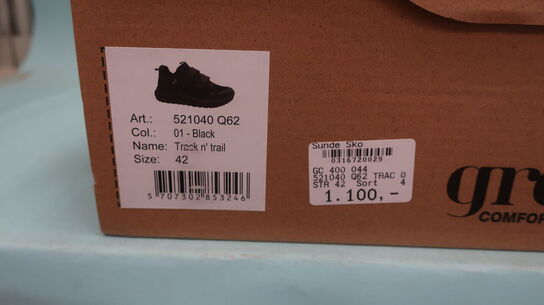 Art.: 521040 Q62
Col.: 01 - Black
Name: Track n' trail
Size: 42
5 707302 853246
Sunde Sko
0316720029
GC 400 044
521040 Q62 TRAC 0
STR 42 Sort 4
1.100,-
gr
COMFOR